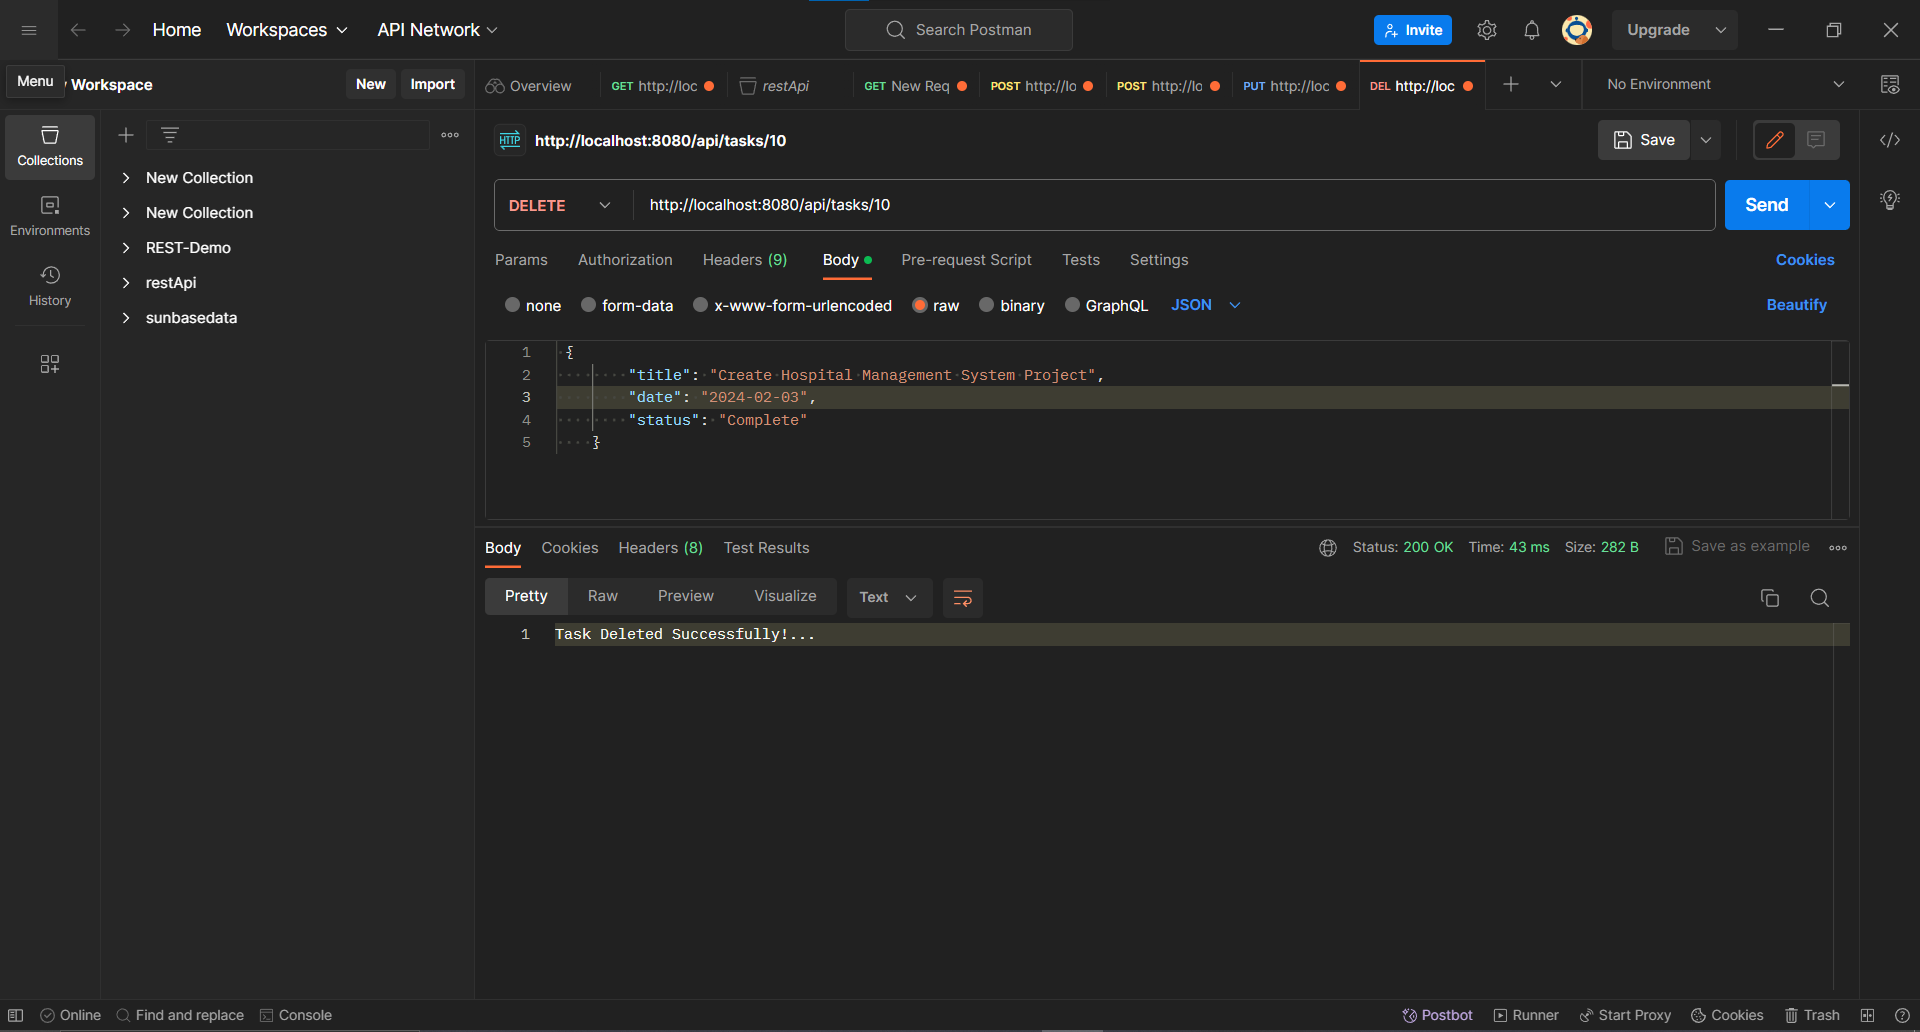 Home Workspaces API Network Search Postman Invite Upgrade
Menu Workspace New Import Overview GET http://loc restApi GET New Req POST http://lo POST http://lo PUT http://loc DEL http://loc No Environment
Collections
Environments
History
New Collection
New Collection
REST-Demo
restApi
sunbasedata
HTTP http://localhost:8080/api/tasks/10 Save
DELETE http://localhost:8080/api/tasks/10 Send
Params Authorization Headers (9) Body Pre-request Script Tests Settings Cookies
none form-data x-www-form-urlencoded raw binary GraphQL JSON Beautify
1 {
2 "title": "Create Hospital Management System Project",
3 "date": "2024-02-03",
4 "status": "Complete"
5 }
Body Cookies Headers (8) Test Results Status: 200 OK Time: 43 ms Size: 282 B Save as example
Pretty Raw Preview Visualize Text
1 Task Deleted Successfully!...
Online Find and replace Console Postbot Runner Start Proxy Cookies Trash